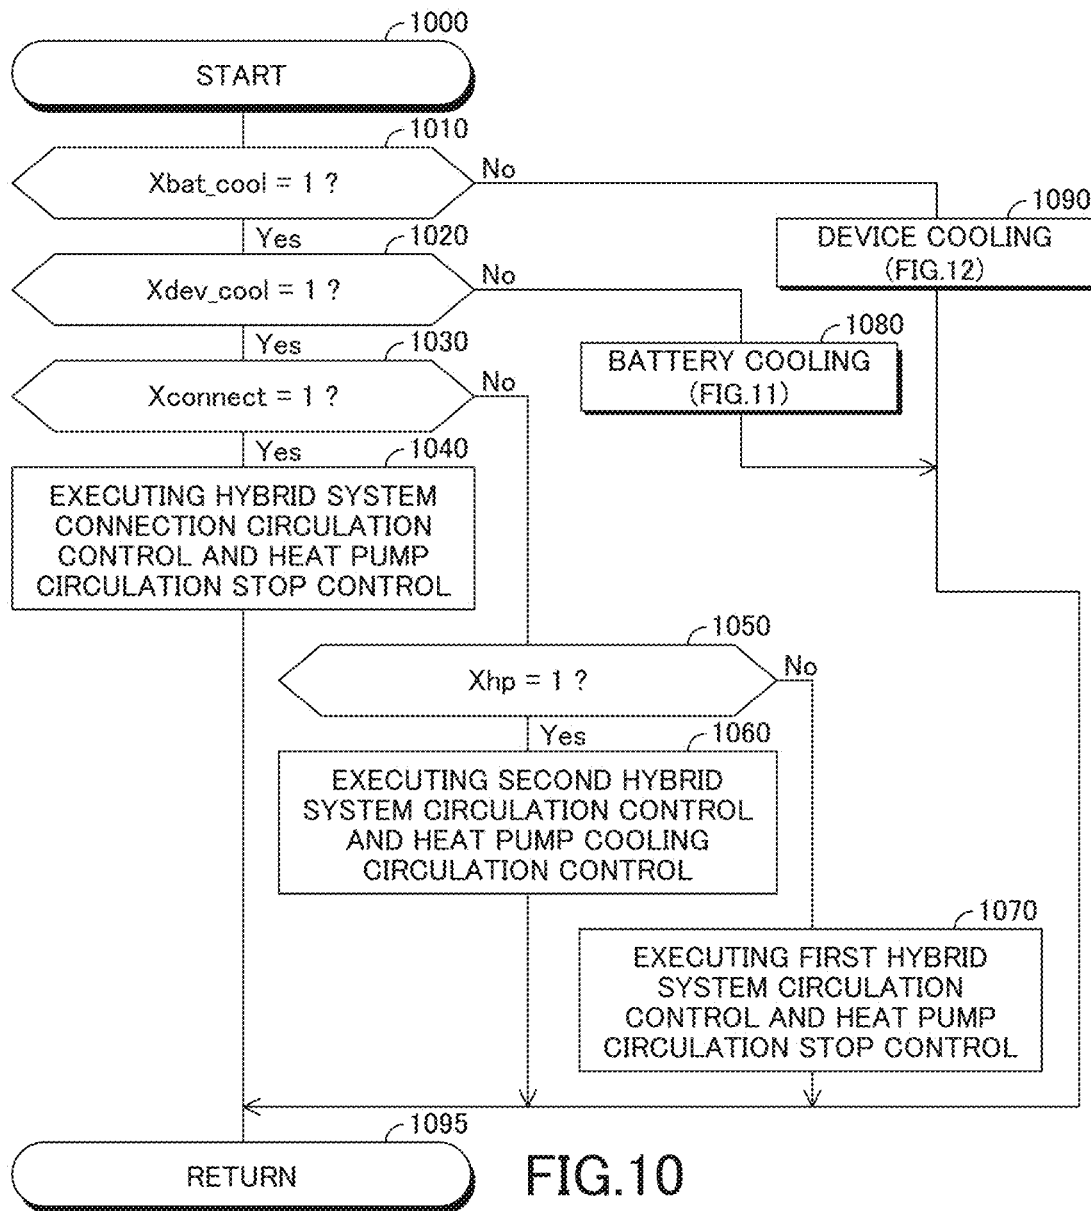 1000
START
1010
Xbat_cool = 1 ?
No
Yes
1020
1090
DEVICE COOLING
(FIG.12)
Xdev_cool = 1 ?
No
Yes
1030
1080
BATTERY COOLING
(FIG.11)
Xconnect = 1 ?
No
Yes
1040
EXECUTING HYBRID SYSTEM
CONNECTION CIRCULATION
CONTROL AND HEAT PUMP
CIRCULATION STOP CONTROL
1050
Xhp = 1 ?
No
Yes
1060
EXECUTING SECOND HYBRID
SYSTEM CIRCULATION CONTROL
AND HEAT PUMP COOLING
CIRCULATION CONTROL
1070
EXECUTING FIRST HYBRID
SYSTEM CIRCULATION
CONTROL AND HEAT PUMP
CIRCULATION STOP CONTROL
1095
RETURN
FIG.10